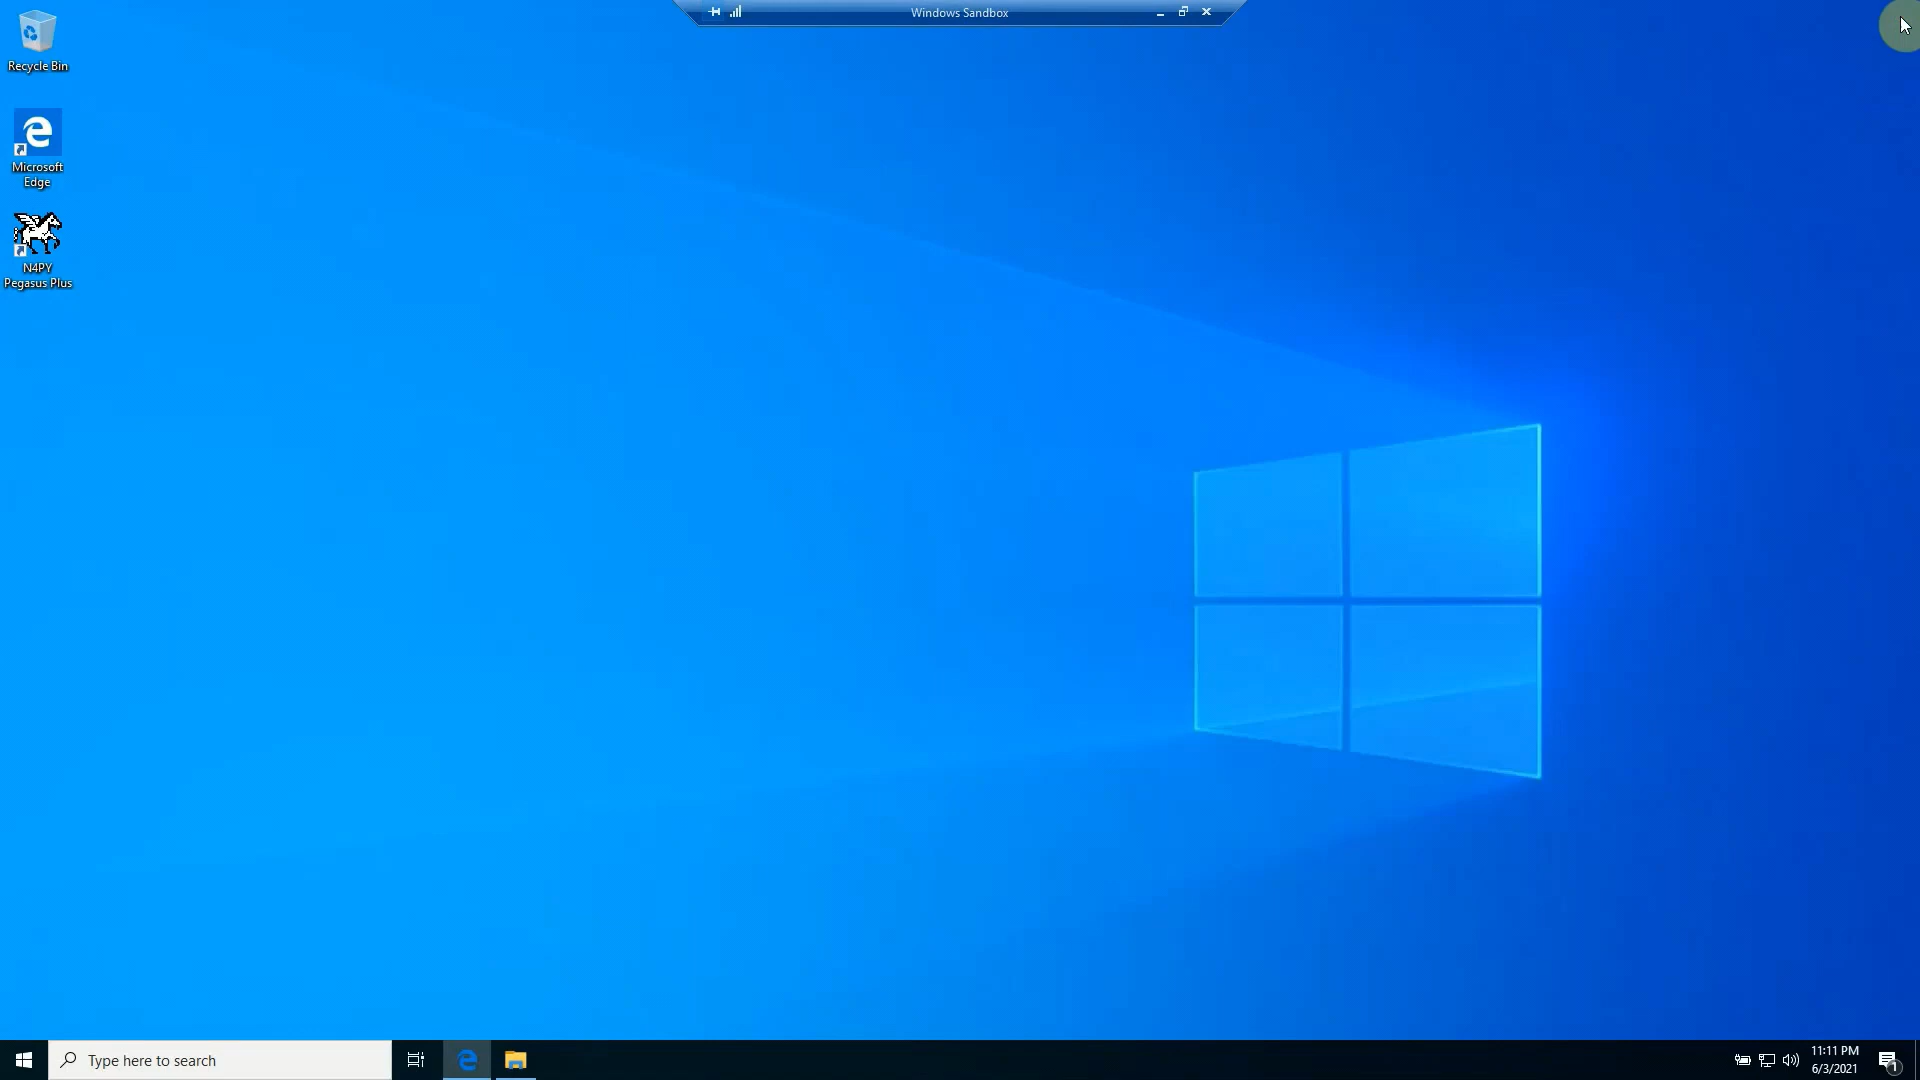 Windows Sandbox
Recycle Bin
Microsoft
Edge
N4PY
Pegasus Plus
Type here to search
11:11 PM
6/3/2021
1